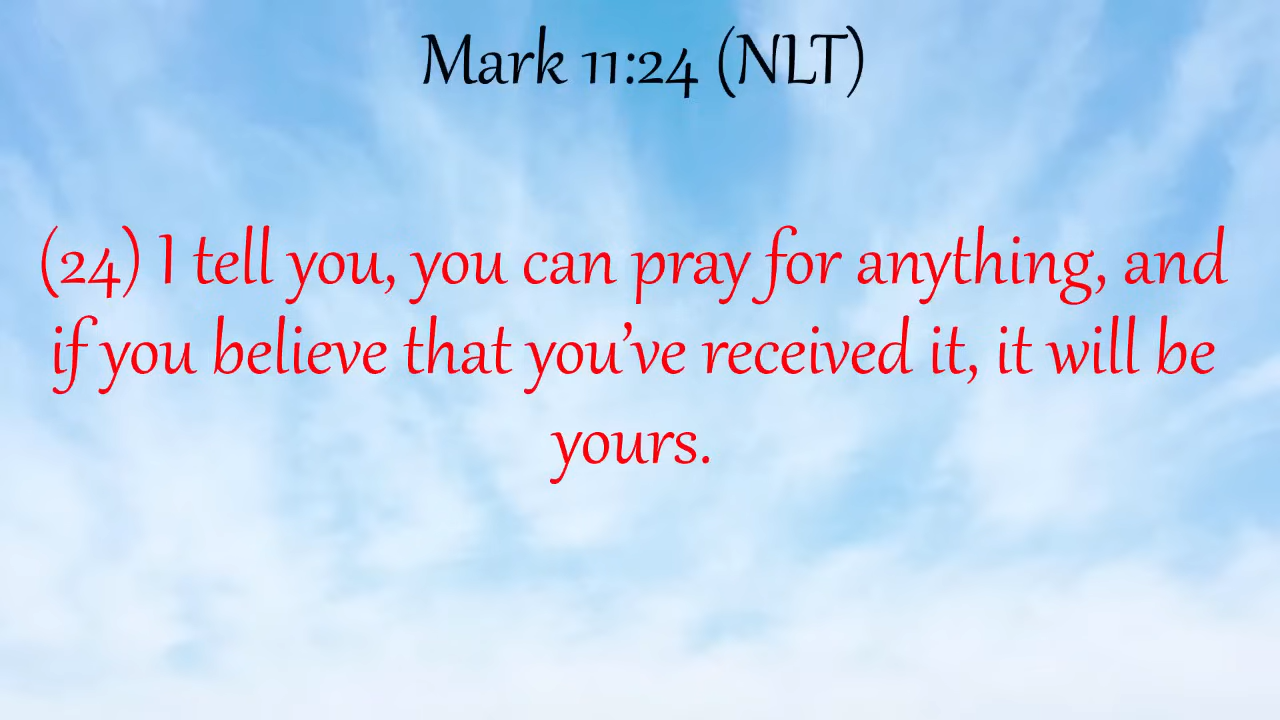 Mark 11:24 (NLT)
(24) I tell you, you can pray for anything, and
if you believe that you’ve received it, it will be
yours.